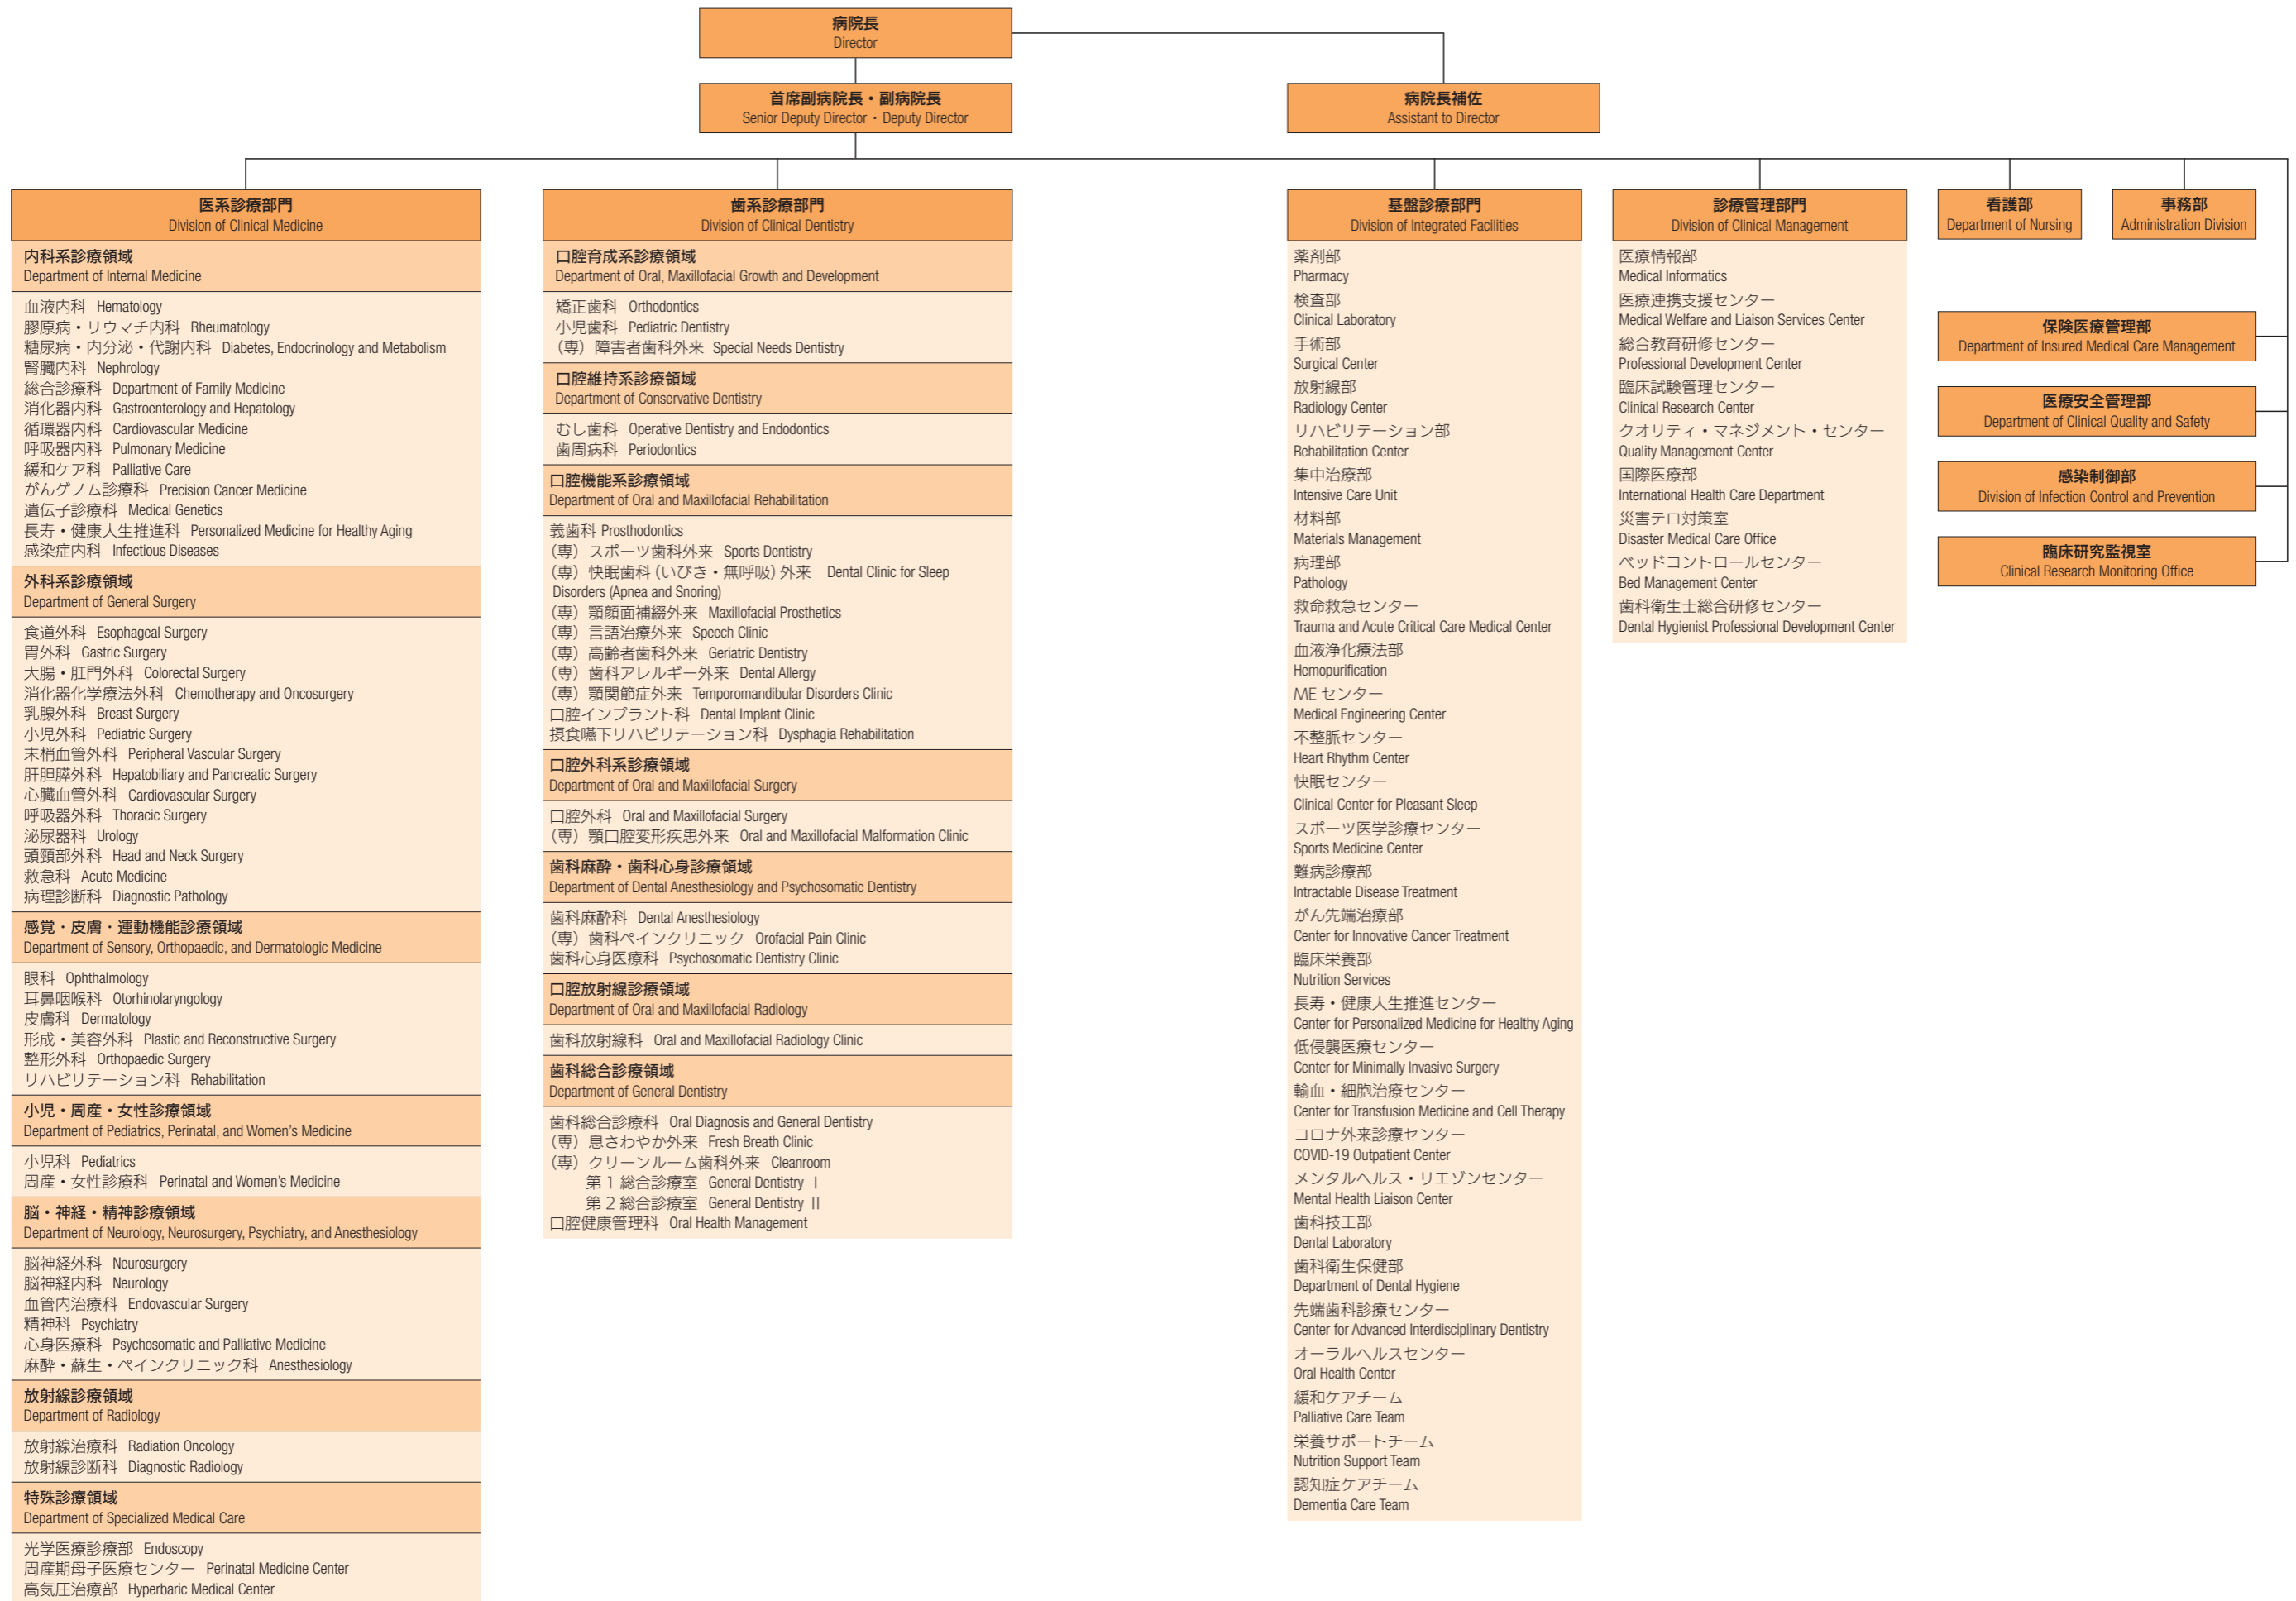 病院長
Director
首席副病院長・副病院長
Senior Deputy Director・Deputy Director
病院長補佐
Assistant to Director
医系診療部門
Division of Clinical Medicine
内科系診療領域
Department of Internal Medicine
血液内科 Hematology
膠原病・リウマチ内科 Rheumatology
糖尿病・内分泌・代謝内科 Diabetes, Endocrinology and Metabolism
腎臓内科 Nephrology
総合診療科 Department of Family Medicine
消化器内科 Gastroenterology and Hepatology
循環器内科 Cardiovascular Medicine
呼吸器内科 Pulmonary Medicine
緩和ケア科 Palliative Care
がんゲノム診療科 Precision Cancer Medicine
遺伝子診療科 Medical Genetics
長寿・健康人生推進科 Personalized Medicine for Healthy Aging
感染症内科 Infectious Diseases
外科系診療領域
Department of General Surgery
食道外科 Esophageal Surgery
胃外科 Gastric Surgery
大腸・肛門外科 Colorectal Surgery
消化器化学療法外科 Chemotherapy and Oncosurgery
乳腺外科 Breast Surgery
小児外科 Pediatric Surgery
末梢血管外科 Peripheral Vascular Surgery
肝胆膵外科 Hepatobiliary and Pancreatic Surgery
心臓血管外科 Cardiovascular Surgery
呼吸器外科 Thoracic Surgery
泌尿器科 Urology
頭頸部外科 Head and Neck Surgery
救急科 Acute Medicine
病理診断科 Diagnostic Pathology
感覚・皮膚・運動機能診療領域
Department of Sensory, Orthopaedic, and Dermatologic Medicine
眼科 Ophthalmology
耳鼻咽喉科 Otorhinolaryngology
皮膚科 Dermatology
形成・美容外科 Plastic and Reconstructive Surgery
整形外科 Orthopaedic Surgery
リハビリテーション科 Rehabilitation
小児・周産・女性診療領域
Department of Pediatrics, Perinatal, and Women's Medicine
小児科 Pediatrics
周産・女性診療科 Perinatal and Women's Medicine
脳・神経・精神診療領域
Department of Neurology, Neurosurgery, Psychiatry, and Anesthesiology
脳神経外科 Neurosurgery
脳神経内科 Neurology
血管内治療科 Endovascular Surgery
精神科 Psychiatry
心身医療科 Psychosomatic and Palliative Medicine
麻酔・蘇生・ペインクリニック科 Anesthesiology
放射線診療領域
Department of Radiology
放射線治療科 Radiation Oncology
放射線診断科 Diagnostic Radiology
特殊診療領域
Department of Specialized Medical Care
光学医療診療部 Endoscopy
周産期母子医療センター Perinatal Medicine Center
高気圧治療部 Hyperbaric Medical Center
歯系診療部門
Division of Clinical Dentistry
口腔育成系診療領域
Department of Oral, Maxillofacial Growth and Development
矯正歯科 Orthodontics
小児歯科 Pediatric Dentistry
（専）障害者歯科外来 Special Needs Dentistry
口腔維持系診療領域
Department of Conservative Dentistry
むし歯科 Operative Dentistry and Endodontics
歯周病科 Periodontics
口腔機能系診療領域
Department of Oral and Maxillofacial Rehabilitation
義歯科 Prosthodontics
（専）スポーツ歯科外来 Sports Dentistry
（専）快眠歯科（いびき・無呼吸）外来 Dental Clinic for Sleep
Disorders (Apnea and Snoring)
（専）顎顔面補綴外来 Maxillofacial Prosthetics
（専）言語治療外来 Speech Clinic
（専）高齢者歯科外来 Geriatric Dentistry
（専）歯科アレルギー外来 Dental Allergy
（専）顎関節症外来 Temporomandibular Disorders Clinic
口腔インプラント科 Dental Implant Clinic
摂食嚥下リハビリテーション科 Dysphagia Rehabilitation
口腔外科系診療領域
Department of Oral and Maxillofacial Surgery
口腔外科 Oral and Maxillofacial Surgery
（専）顎口腔変形疾患外来 Oral and Maxillofacial Malformation Clinic
歯科麻酔・歯科心身診療領域
Department of Dental Anesthesiology and Psychosomatic Dentistry
歯科麻酔科 Dental Anesthesiology
（専）歯科ペインクリニック Orofacial Pain Clinic
歯科心身医療科 Psychosomatic Dentistry Clinic
口腔放射線診療領域
Department of Oral and Maxillofacial Radiology
歯科放射線科 Oral and Maxillofacial Radiology Clinic
歯科総合診療領域
Department of General Dentistry
歯科総合診療科 Oral Diagnosis and General Dentistry
（専）息さわやか外来 Fresh Breath Clinic
（専）クリーンルーム歯科外来 Cleanroom
第 1 総合診療室 General Dentistry Ⅰ
第 2 総合診療室 General Dentistry Ⅱ
口腔健康管理科 Oral Health Management
基盤診療部門
Division of Integrated Facilities
薬剤部
Pharmacy
検査部
Clinical Laboratory
手術部
Surgical Center
放射線部
Radiology Center
リハビリテーション部
Rehabilitation Center
集中治療部
Intensive Care Unit
材料部
Materials Management
病理部
Pathology
救命救急センター
Trauma and Acute Critical Care Medical Center
血液浄化療法部
Hemopurification
ME センター
Medical Engineering Center
不整脈センター
Heart Rhythm Center
快眠センター
Clinical Center for Pleasant Sleep
スポーツ医学診療センター
Sports Medicine Center
難病診療部
Intractable Disease Treatment
がん先端治療部
Center for Innovative Cancer Treatment
臨床栄養部
Nutrition Services
長寿・健康人生推進センター
Center for Personalized Medicine for Healthy Aging
低侵襲医療センター
Center for Minimally Invasive Surgery
輸血・細胞治療センター
Center for Transfusion Medicine and Cell Therapy
コロナ外来診療センター
COVID-19 Outpatient Center
メンタルヘルス・リエゾンセンター
Mental Health Liaison Center
歯科技工部
Dental Laboratory
歯科衛生保健部
Department of Dental Hygiene
先端歯科診療センター
Center for Advanced Interdisciplinary Dentistry
オーラルヘルスセンター
Oral Health Center
緩和ケアチーム
Palliative Care Team
栄養サポートチーム
Nutrition Support Team
認知症ケアチーム
Dementia Care Team
診療管理部門
Division of Clinical Management
医療情報部
Medical Informatics
医療連携支援センター
Medical Welfare and Liaison Services Center
総合教育研修センター
Professional Development Center
臨床試験管理センター
Clinical Research Center
クオリティ・マネジメント・センター
Quality Management Center
国際医療部
International Health Care Department
災害テロ対策室
Disaster Medical Care Office
ベッドコントロールセンター
Bed Management Center
歯科衛生士総合研修センター
Dental Hygienist Professional Development Center
看護部
Department of Nursing
事務部
Administration Division
保険医療管理部
Department of Insured Medical Care Management
医療安全管理部
Department of Clinical Quality and Safety
感染制御部
Division of Infection Control and Prevention
臨床研究監視室
Clinical Research Monitoring Office